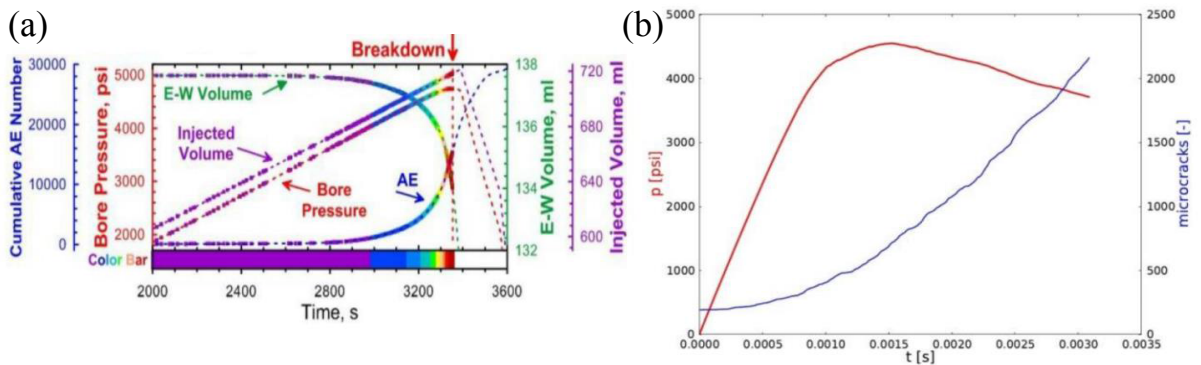 (a)
Breakdown
30000
20000
10000
0
Cumulative AE Number
5000
4000
3000
2000
Bore Pressure, psi
E-W Volume
Injected
Volume
Bore
Pressure
AE
138
136
134
132
E-W Volume, ml
720
680
640
600
Injected Volume, ml
Color Bar
2000 2400 2800 3200 3600
Time, s
(b)
5000
4000
3000
2000
1000
0
p [psi]
2500
2000
1500
1000
500
0
microcracks [-]
0.0000 0.0005 0.0010 0.0015 0.0020 0.0025 0.0030 0.0035
t [s]